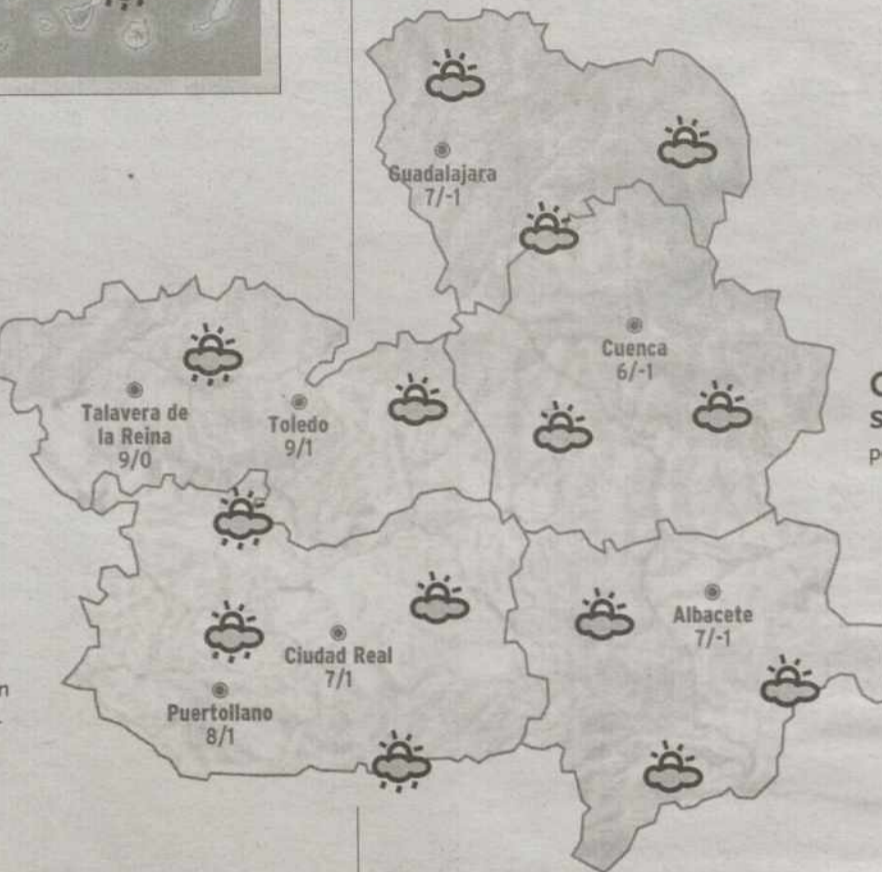 Guadalajara
7/-1
Cuenca
6/-1
Talavera de
la Reina
9/0
Toledo
9/1
Albacete
7/-1
Ciudad Real
7/1
Puertollano
8/1